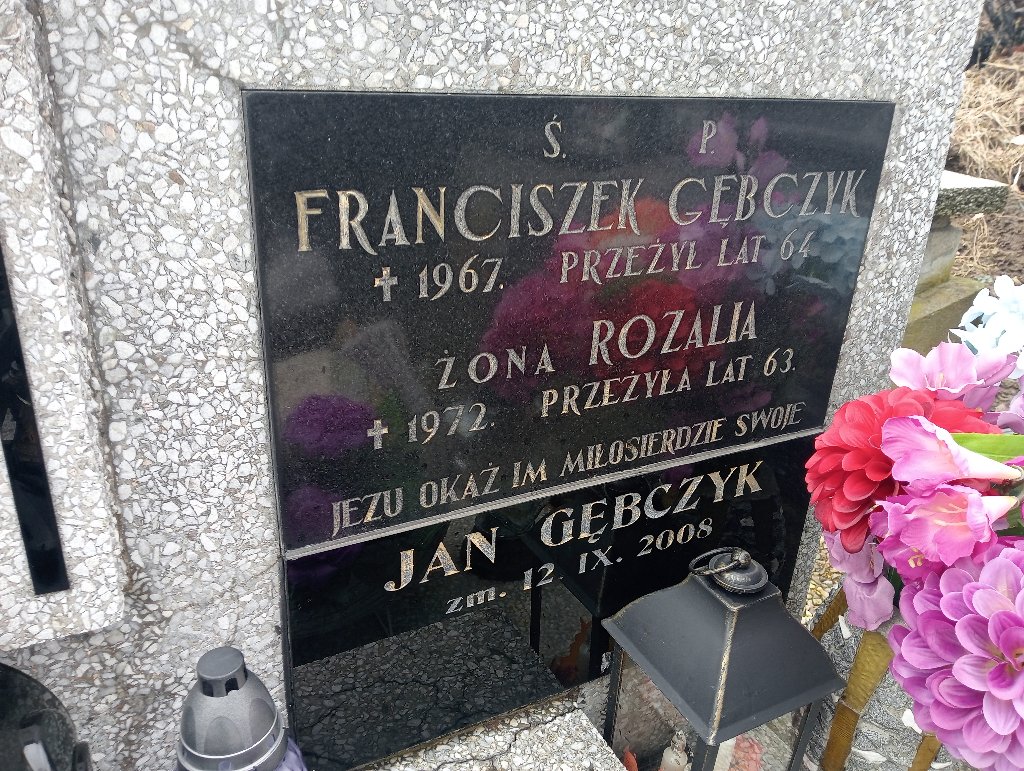 Ś. P.
FRANCISZEK GĘBCZYK
✝ 1967. PRZEŻYŁ LAT 64
ŻONA ROZALIA
✝ 1972. PRZEŻYŁA LAT 63.
JEZU OKAŻ IM MIŁOSIERDZIE SWOJE
JAN GĘBCZYK
zm. 12. IX. 2008